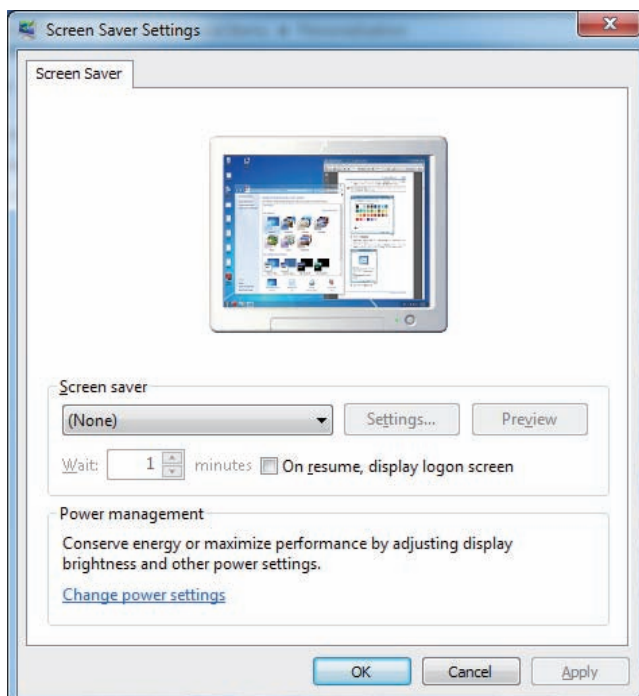 Screen Saver Settings
Screen Saver
Screen saver
(None)
Settings...
Preview
Wait: 1 minutes On resume, display logon screen
Power management
Conserve energy or maximize performance by adjusting display
brightness and other power settings.
Change power settings
OK Cancel Apply